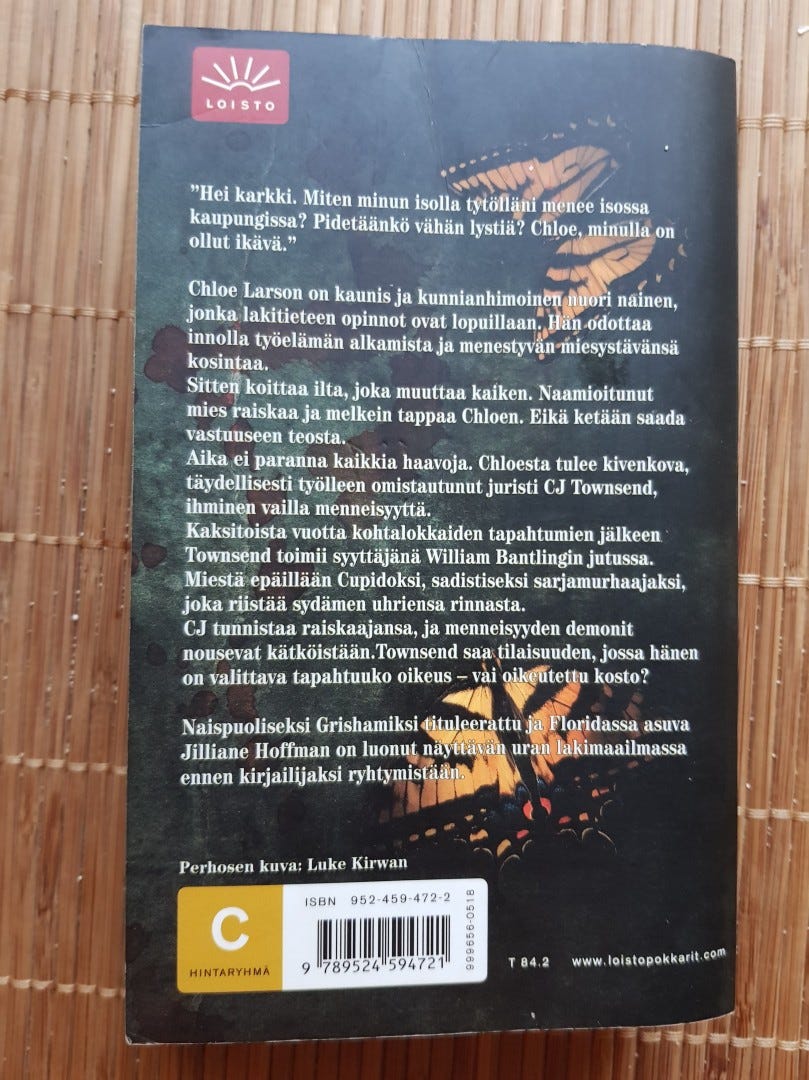 LOISTO
”Hei karkki. Miten minun isolla tytölläni menee isossa
kaupungissa? Pidetäänkö vähän lystiä? Chloe, minulla on
ollut ikävä.”
Chloe Larson on kaunis ja kunnianhimoinen nuori nainen,
jonka lakitieteen opinnot ovat lopuillaan. Hän odottaa
innolla työelämän alkamista ja menestyvän miesystävänsä
kosintaa.
Sitten koittaa ilta, joka muuttaa kaiken. Naamioitunut
mies raiskaa ja melkein tappaa Chloen. Eikä ketään saada
vastuuseen teosta.
Aika ei paranna kaikkia haavoja. Chloesta tulee kivenkova,
täydellisesti työlleen omistautunut juristi CJ Townsend,
ihminen vailla menneisyyttä.
Kaksitoista vuotta kohtalokkaiden tapahtumien jälkeen
Townsend toimii syyttäjänä William Bantlingin jutussa.
Miestä epäillään Cupidoksi, sadistiseksi sarjamurhaajaksi,
joka riistää sydämen uhriensa rinnasta.
CJ tunnistaa raiskaajansa, ja menneisyyden demonit
nousevat kätköistään.Townsend saa tilaisuuden, jossa hänen
on valittava tapahtuuko oikeus – vai oikeutettu kosto?
Naispuoliseksi Grishamiksi tituleerattu ja Floridassa asuva
Jilliane Hoffman on luonut näyttävän uran lakimaailmassa
ennen kirjailijaksi ryhtymistään.
Perhosen kuva: Luke Kirwan
C
HINTARYHMÄ
ISBN 952-459-472-2
9 789524 594721
999656-0518
T 84.2 www.loistopokkarit.com